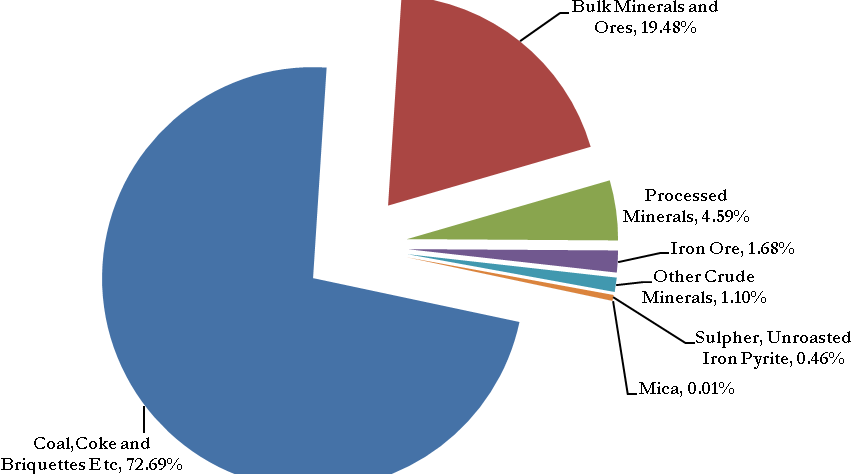 Bulk Minerals and
Ores, 19.48%
Processed
Minerals, 4.59%
Iron Ore, 1.68%
Other Crude
Minerals, 1.10%
Sulpher, Unroasted
Iron Pyrite, 0.46%
Mica, 0.01%
Coal,Coke and
Briquettes Etc, 72.69%